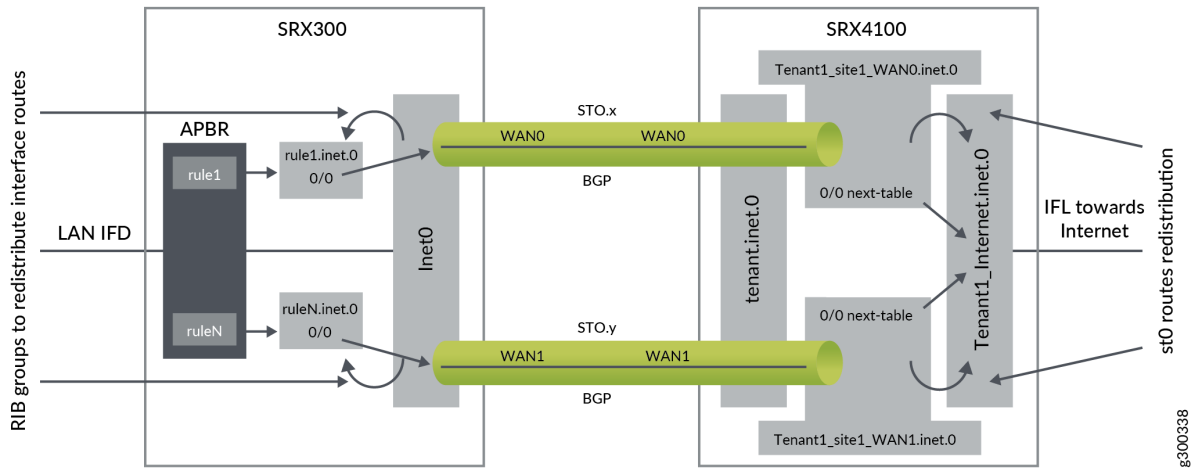 SRX300
SRX4100
RIB groups to redistribute interface routes
APBR
rule1
ruleN
LAN IFD
rule1.inet.0
0/0
ruleN.inet.0
0/0
Inet0
STO.x
WAN0
WAN0
BGP
STO.y
WAN1
WAN1
BGP
tenant.inet.0
Tenant1_site1_WAN0.inet.0
0/0 next-table
0/0 next-table
Tenant1_site1_WAN1.inet.0
Tenant1_Internet.inet.0
IFL towards
Internet
st0 routes redistribution
g300338